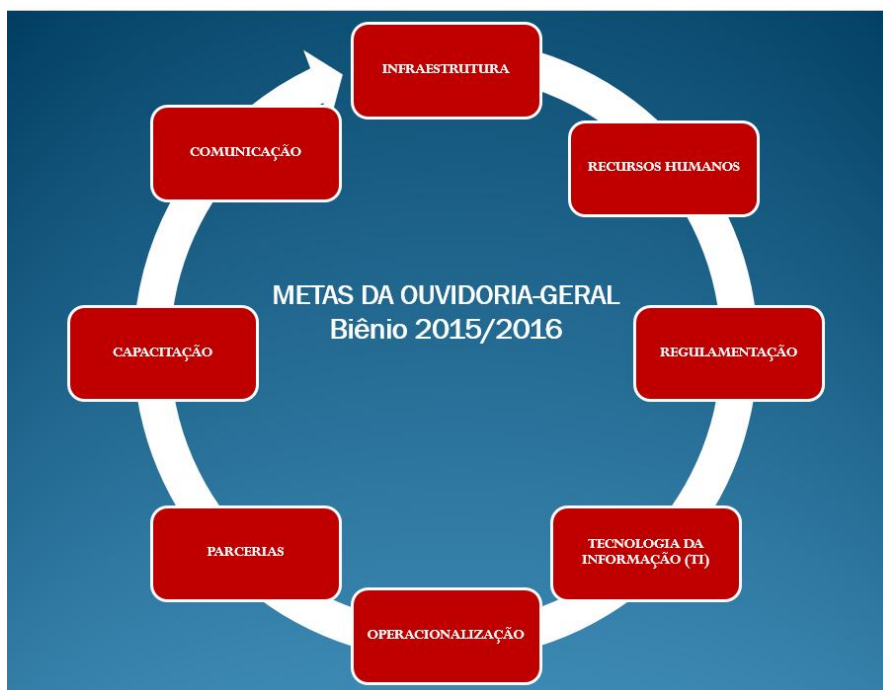 INFRAESTRUTURA
RECURSOS HUMANOS
REGULAMENTAÇÃO
TECNOLOGIA DA
INFORMAÇÃO (TI)
OPERACIONALIZAÇÃO
PARCERIAS
CAPACITAÇÃO
COMUNICAÇÃO
METAS DA OUVIDORIA-GERAL
Biênio 2015/2016